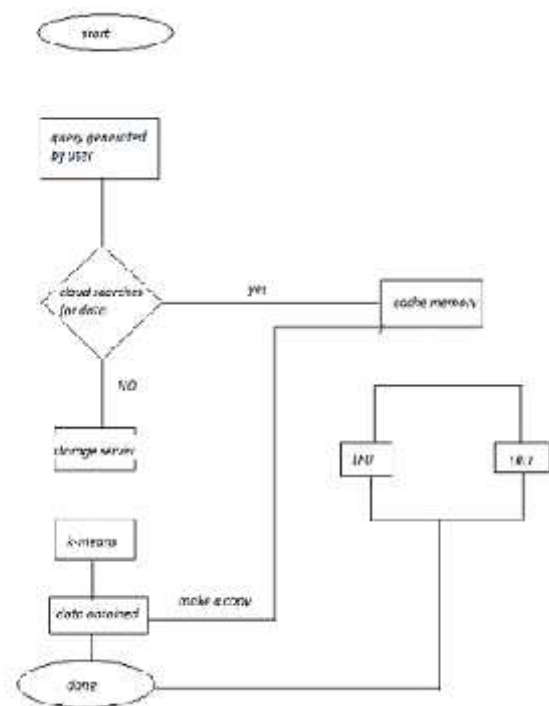 start
query generated
by user
cloud searches
for data
yes
cache memory
NO
storage server
LFU
k-means
make a copy
data obtained
done